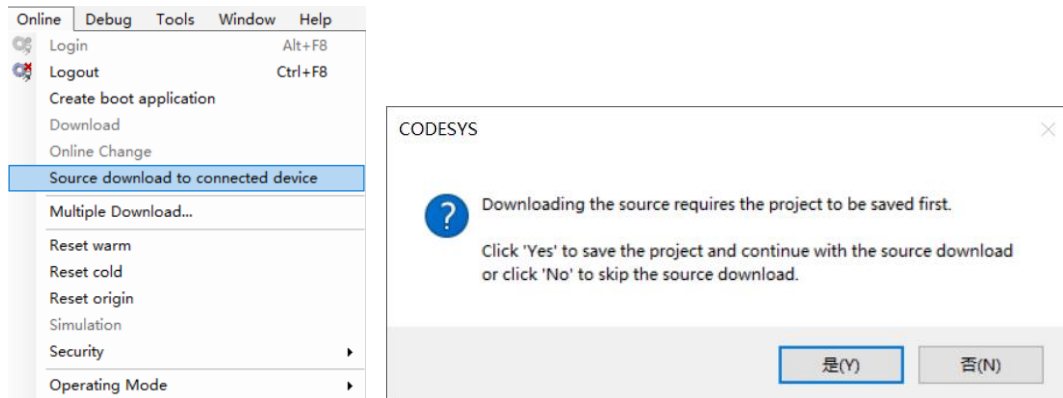 Online Debug Tools Window Help
Login Alt+F8
Logout Ctrl+F8
Create boot application
Download
Online Change
Source download to connected device
Multiple Download...
Reset warm
Reset cold
Reset origin
Simulation
Security
Operating Mode
CODESYS
Downloading the source requires the project to be saved first.
Click 'Yes' to save the project and continue with the source download
or click 'No' to skip the source download.
是(Y) 否(N)